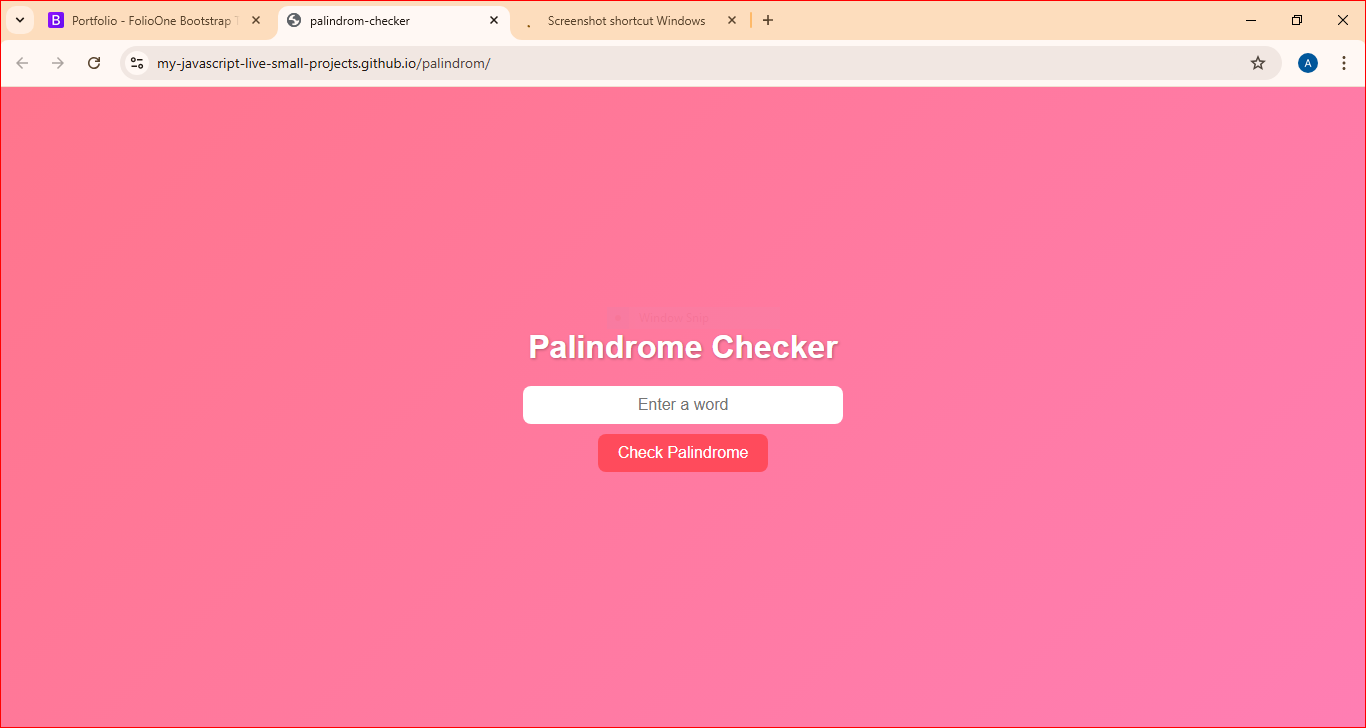 Portfolio - FolioOne Bootstrap
palindrom-checker
Screenshot shortcut Windows
my-javascript-live-small-projects.github.io/palindrom/
A
Palindrome Checker
Enter a word
Check Palindrome